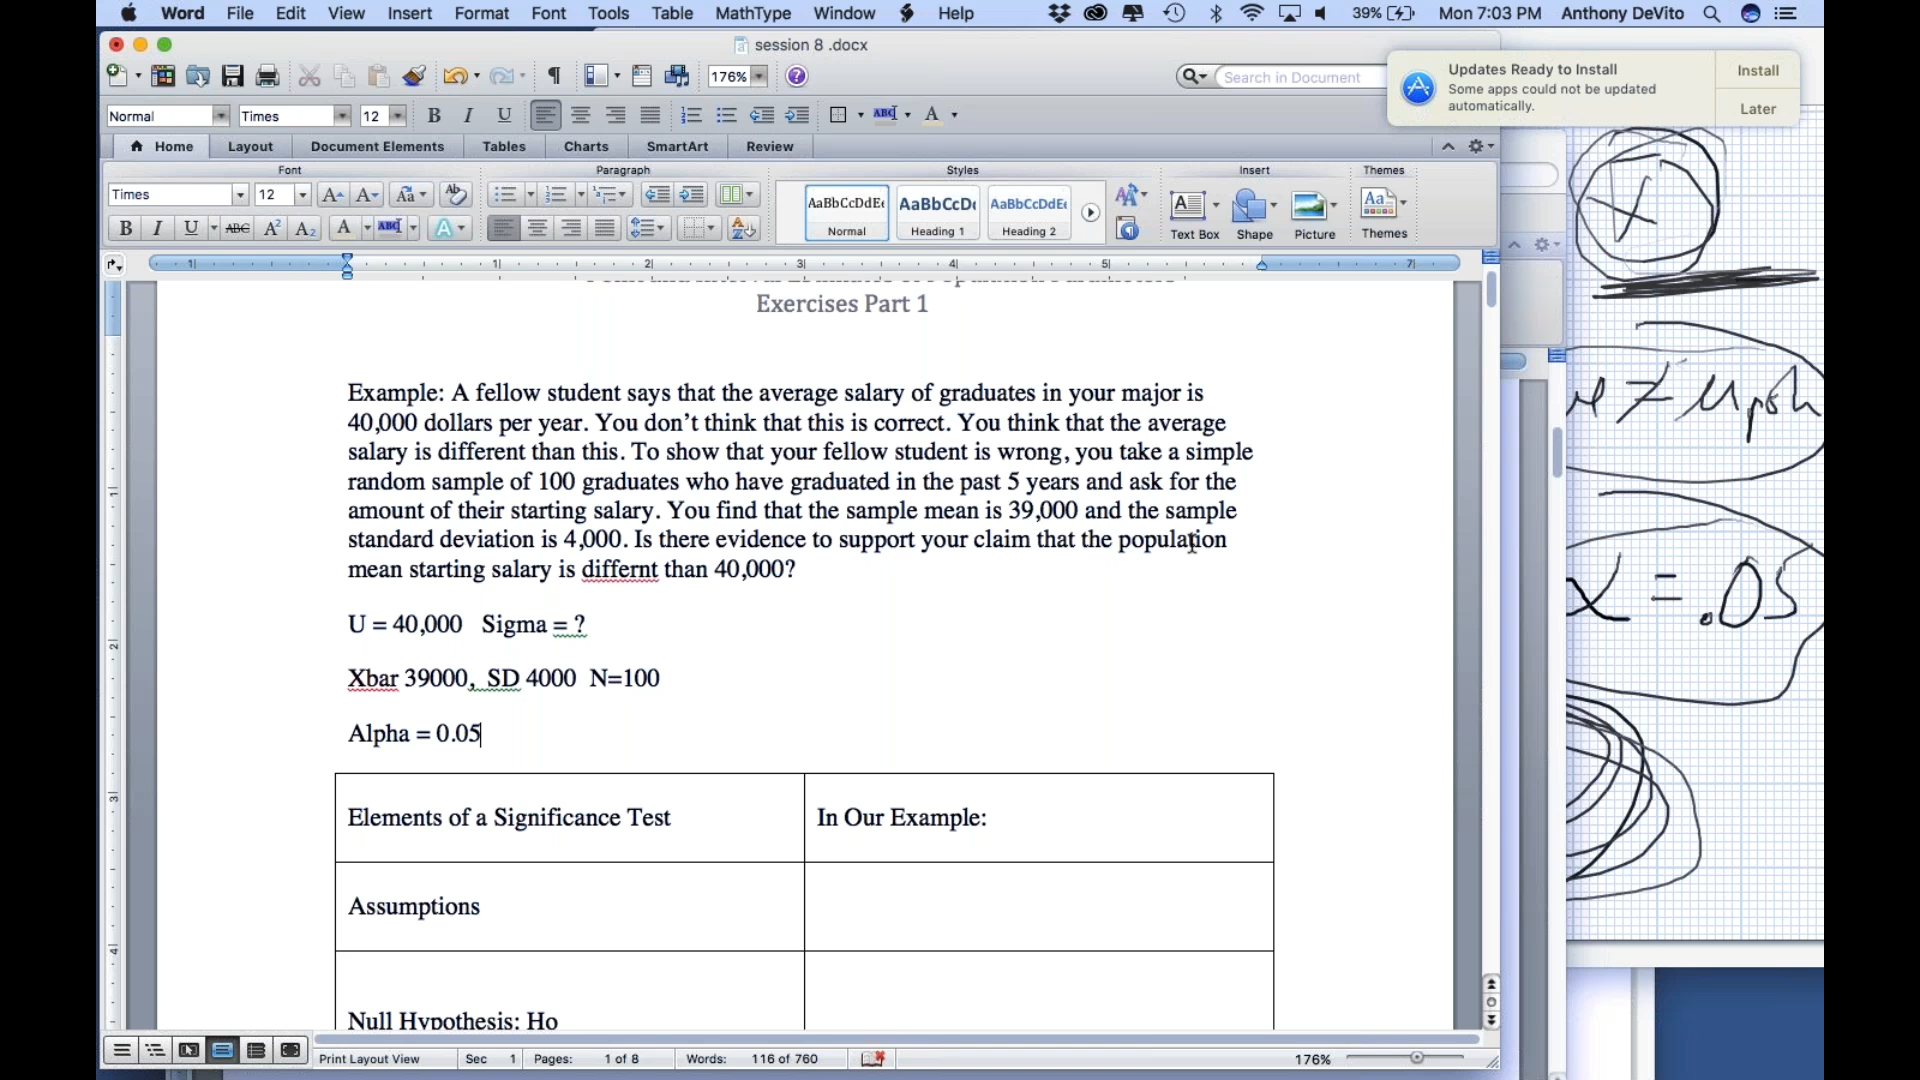 Word File Edit View Insert Format Font Tools Table MathType Window Help 39% Mon 7:03 PM Anthony DeVito
session 8 .docx
176% Search in Document
Updates Ready to Install
Some apps could not be updated
automatically.
Install
Later
Normal Times 12 B I U ABC A
Home Layout Document Elements Tables Charts SmartArt Review
Font Paragraph Styles Insert Themes
Times 12 A A Aa Ab
AaBbCcDdEe AaBbCcDd AaBbCcDdEe
Normal Heading 1 Heading 2
Text Box Shape Picture Themes
B I U ABC A² A₂ A ABC A
Exercises Part 1
Example: A fellow student says that the average salary of graduates in your major is
40,000 dollars per year. You don’t think that this is correct. You think that the average
salary is different than this. To show that your fellow student is wrong, you take a simple
random sample of 100 graduates who have graduated in the past 5 years and ask for the
amount of their starting salary. You find that the sample mean is 39,000 and the sample
standard deviation is 4,000. Is there evidence to support your claim that the population
mean starting salary is differnt than 40,000?
U = 40,000 Sigma = ?
Xbar 39000, SD 4000 N=100
Alpha = 0.05
Elements of a Significance Test
In Our Example:
Assumptions
Null Hypothesis: Ho
Print Layout View Sec 1 Pages: 1 of 8 Words: 116 of 760 176%
X
= .05